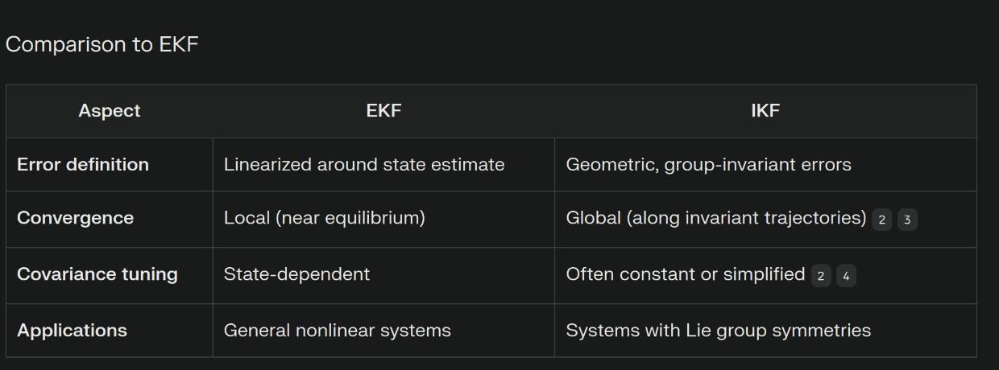 Comparison to EKF
Aspect EKF IKF
Error definition Linearized around state estimate Geometric, group-invariant errors
Convergence Local (near equilibrium) Global (along invariant trajectories) 2 3
Covariance tuning State-dependent Often constant or simplified 2 4
Applications General nonlinear systems Systems with Lie group symmetries